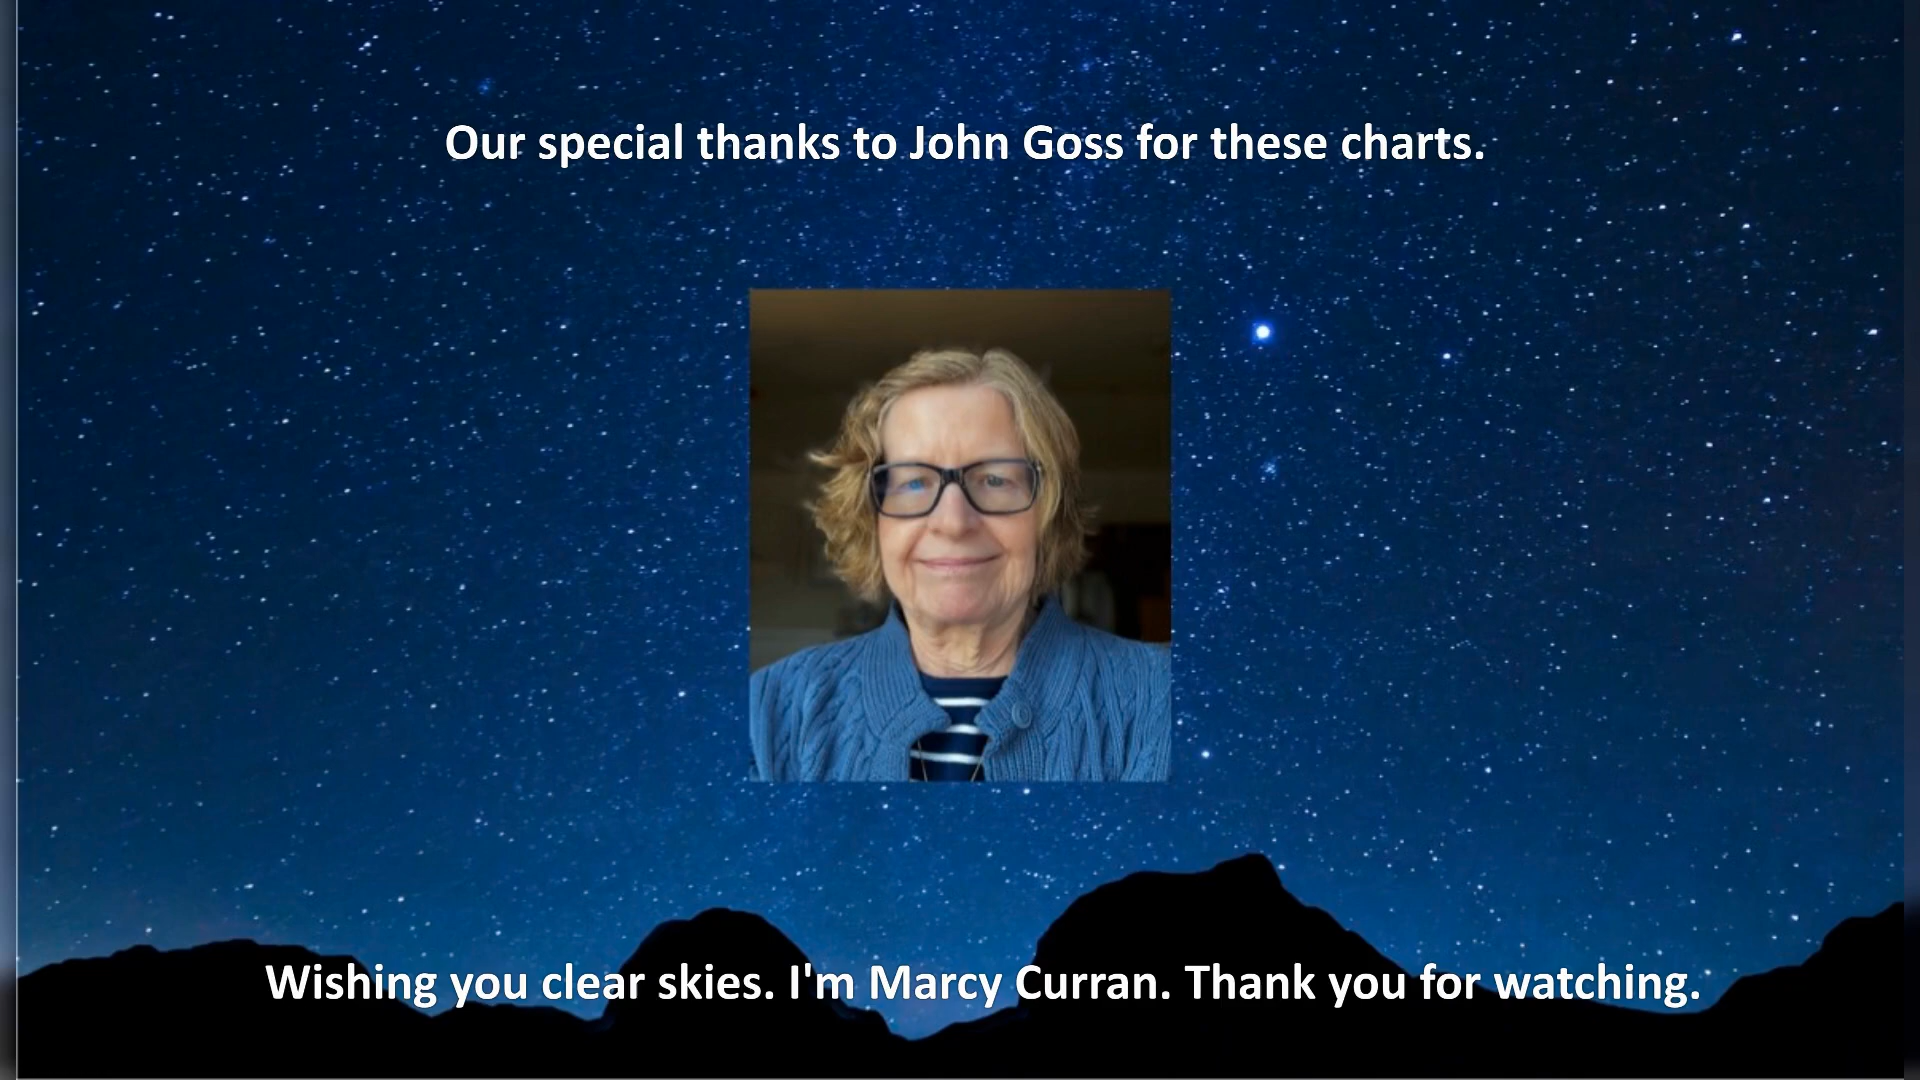 Our special thanks to John Goss for these charts.
Wishing you clear skies. I'm Marcy Curran. Thank you for watching.